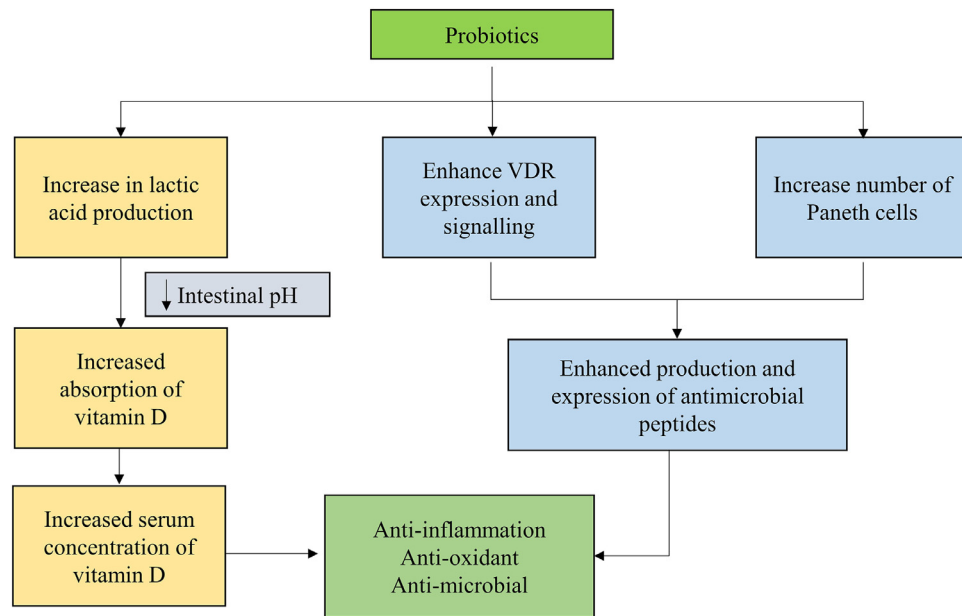 Probiotics
Increase in lactic
acid production
Enhance VDR
expression and
signalling
Increase number of
Paneth cells
↓ Intestinal pH
Increased
absorption of
vitamin D
Enhanced production and
expression of antimicrobial
peptides
Increased serum
concentration of
vitamin D
Anti-inflammation
Anti-oxidant
Anti-microbial